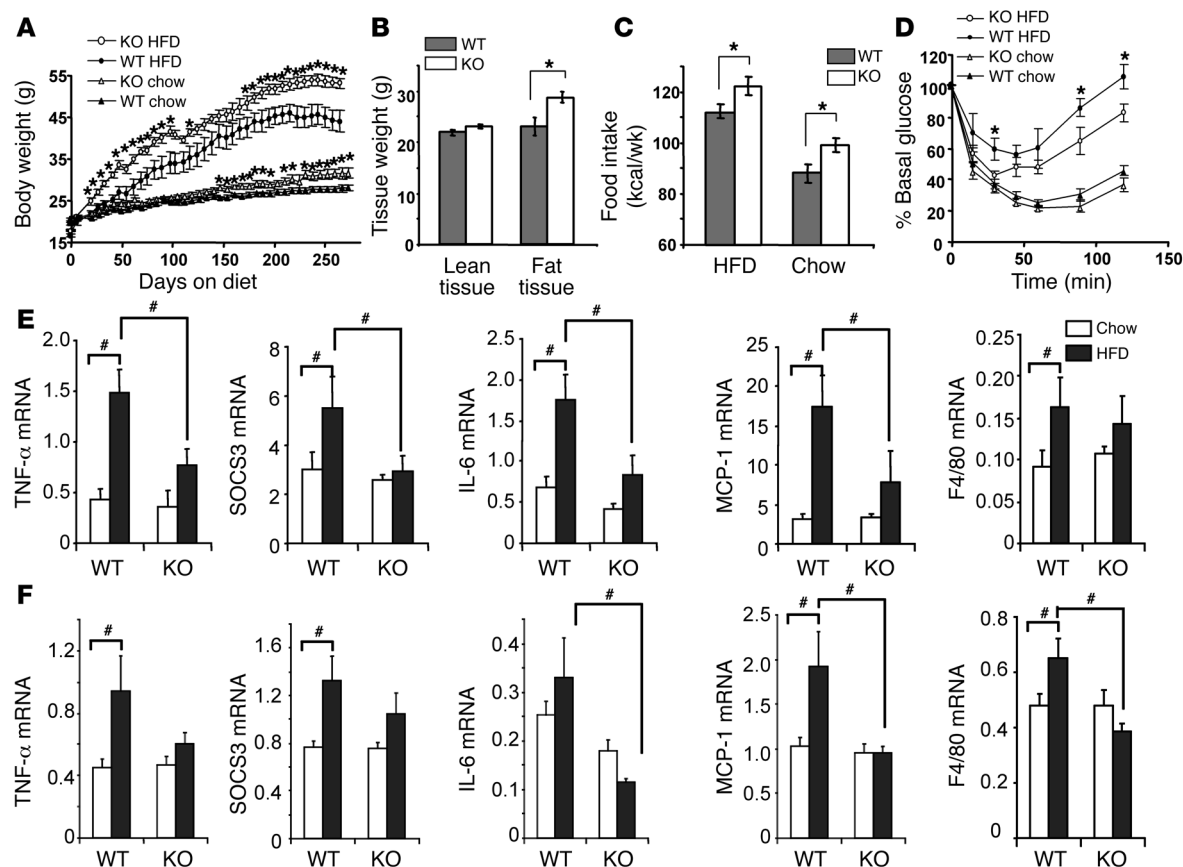 A
KO HFD
WT HFD
KO chow
WT chow
Body weight (g)
55
45
35
25
15
0 50 100 150 200 250
Days on diet
B
WT
KO
*
Tissue weight (g)
30
20
10
0
Lean tissue
Fat tissue
C
WT
KO
*
*
Food intake (kcal/wk)
120
100
80
60
HFD Chow
D
KO HFD
WT HFD
KO chow
WT chow
% Basal glucose
120
100
80
60
40
20
0
* * *
0 50 100 150
Time (min)
E
TNF-α mRNA
2.0
1.5
1.0
0.5
0
# #
WT KO
SOCS3 mRNA
8
6
4
2
0
# #
WT KO
IL-6 mRNA
2.5
2.0
1.5
1.0
0.5
0
# #
WT KO
MCP-1 mRNA
25
20
15
10
5
0
# #
WT KO
F4/80 mRNA
0.25
0.20
0.15
0.10
0.05
0
#
Chow
HFD
WT KO
F
TNF-α mRNA
1.2
0.8
0.4
0
#
WT KO
SOCS3 mRNA
1.6
1.2
0.8
0.4
0
#
WT KO
IL-6 mRNA
0.4
0.3
0.2
0.1
0
#
WT KO
MCP-1 mRNA
2.5
2.0
1.5
1.0
0.5
0
# #
WT KO
F4/80 mRNA
0.8
0.6
0.4
0.2
0
# #
WT KO